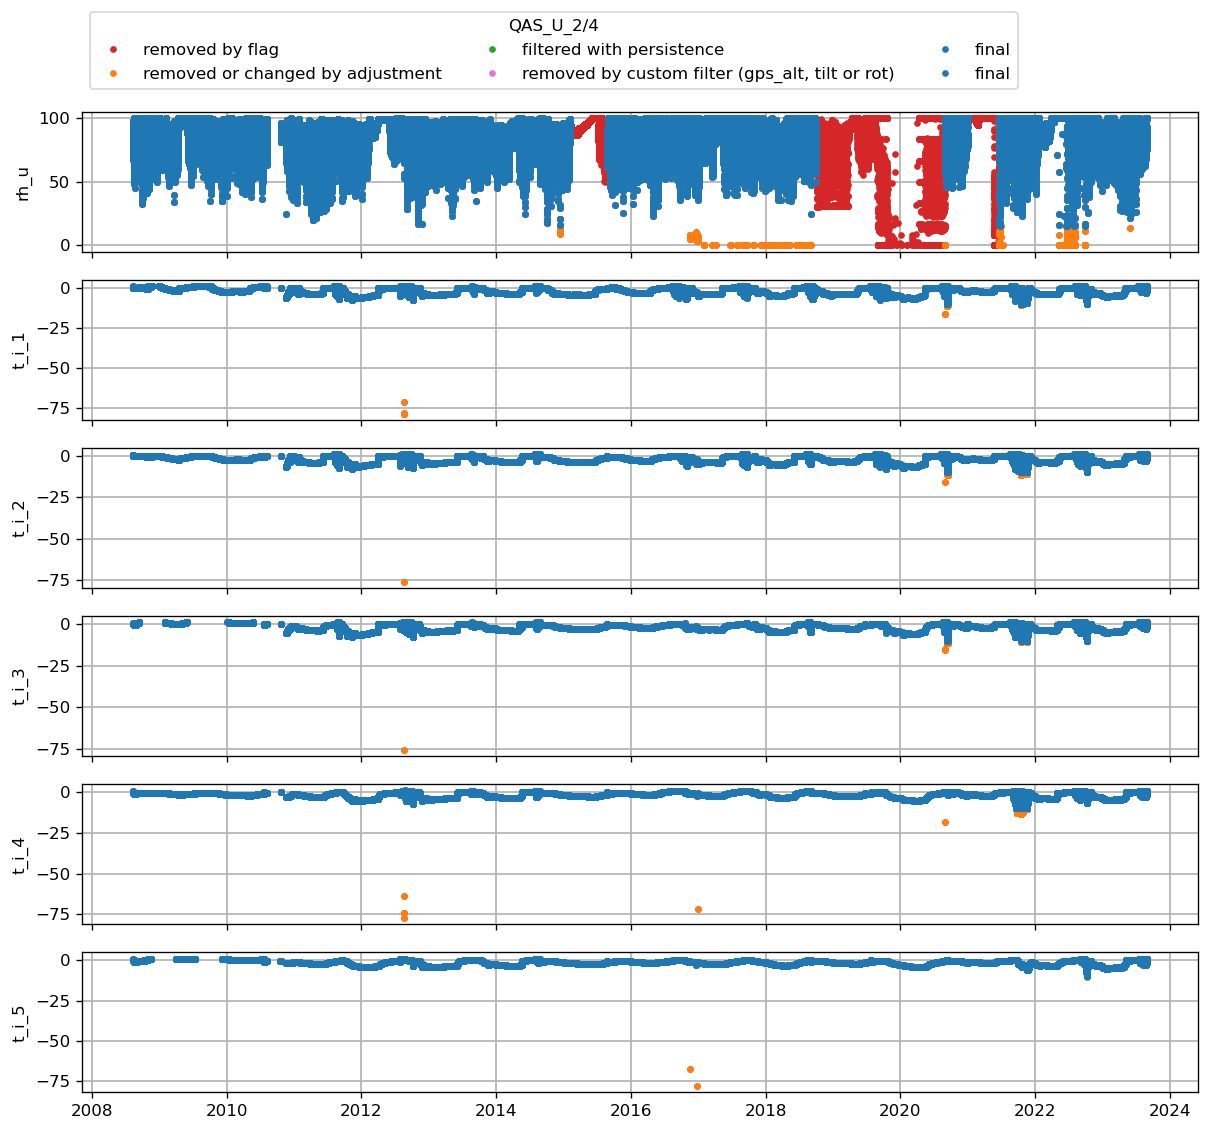 QAS_U_2/4
removed by flag
filtered with persistence
final
removed or changed by adjustment
removed by custom filter (gps_alt, tilt or rot)
final
100
50
0
rh_u
0
−25
−50
−75
t_i_1
0
−25
−50
−75
t_i_2
0
−25
−50
−75
t_i_3
0
−25
−50
−75
t_i_4
0
−25
−50
−75
t_i_5
2008 2010 2012 2014 2016 2018 2020 2022 2024